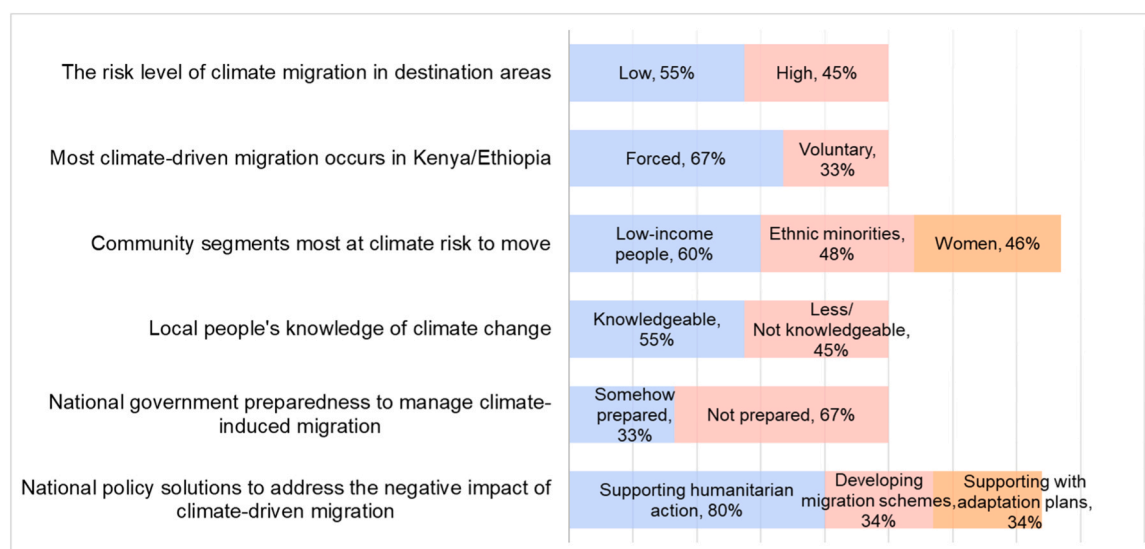 The risk level of climate migration in destination areas
Low, 55%
High, 45%
Most climate-driven migration occurs in Kenya/Ethiopia
Forced, 67%
Voluntary,
33%
Community segments most at climate risk to move
Low-income
people, 60%
Ethnic minorities,
48%
Women, 46%
Local people's knowledge of climate change
Knowledgeable,
55%
Less/
Not knowledgeable,
45%
National government preparedness to manage climate-
induced migration
Somehow
prepared,
33%
Not prepared, 67%
National policy solutions to address the negative impact of
climate-driven migration
Supporting humanitarian
action, 80%
Developing
migration schemes,
34%
Supporting with
adaptation plans,
34%